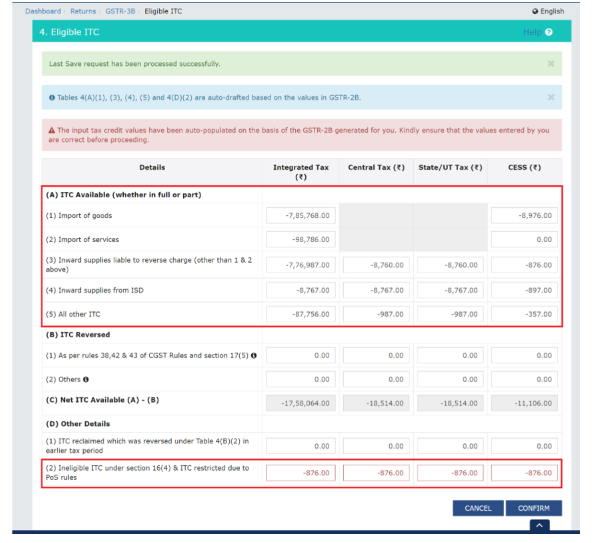 Dashboard Returns GSTR-3B Eligible ITC English
4. Eligible ITC Help
Last Save request has been processed successfully.
Tables 4(A)(1), (3), (4), (5) and 4(D)(2) are auto-drafted based on the values in GSTR-2B.
The input tax credit values have been auto-populated on the basis of the GSTR-2B generated for you. Kindly ensure that the values entered by you
are correct before proceeding.
Details Integrated Tax (₹) Central Tax (₹) State/UT Tax (₹) CESS (₹)
(A) ITC Available (whether in full or part)
(1) Import of goods -7,85,768.00 -8,976.00
(2) Import of services -98,786.00 0.00
(3) Inward supplies liable to reverse charge (other than 1 & 2
above) -7,76,987.00 -8,760.00 -8,760.00 -876.00
(4) Inward supplies from ISD -8,767.00 -8,767.00 -8,767.00 -897.00
(5) All other ITC -87,756.00 -987.00 -987.00 -357.00
(B) ITC Reversed
(1) As per rules 38,42 & 43 of CGST Rules and section 17(5) 0.00 0.00 0.00 0.00
(2) Others 0.00 0.00 0.00 0.00
(C) Net ITC Available (A) - (B) -17,58,064.00 -18,514.00 -18,514.00 -11,106.00
(D) Other Details
(1) ITC reclaimed which was reversed under Table 4(B)(2) in
earlier tax period 0.00 0.00 0.00 0.00
(2) Ineligible ITC under section 16(4) & ITC restricted due to
PoS rules -876.00 -876.00 -876.00 -876.00
CANCEL CONFIRM